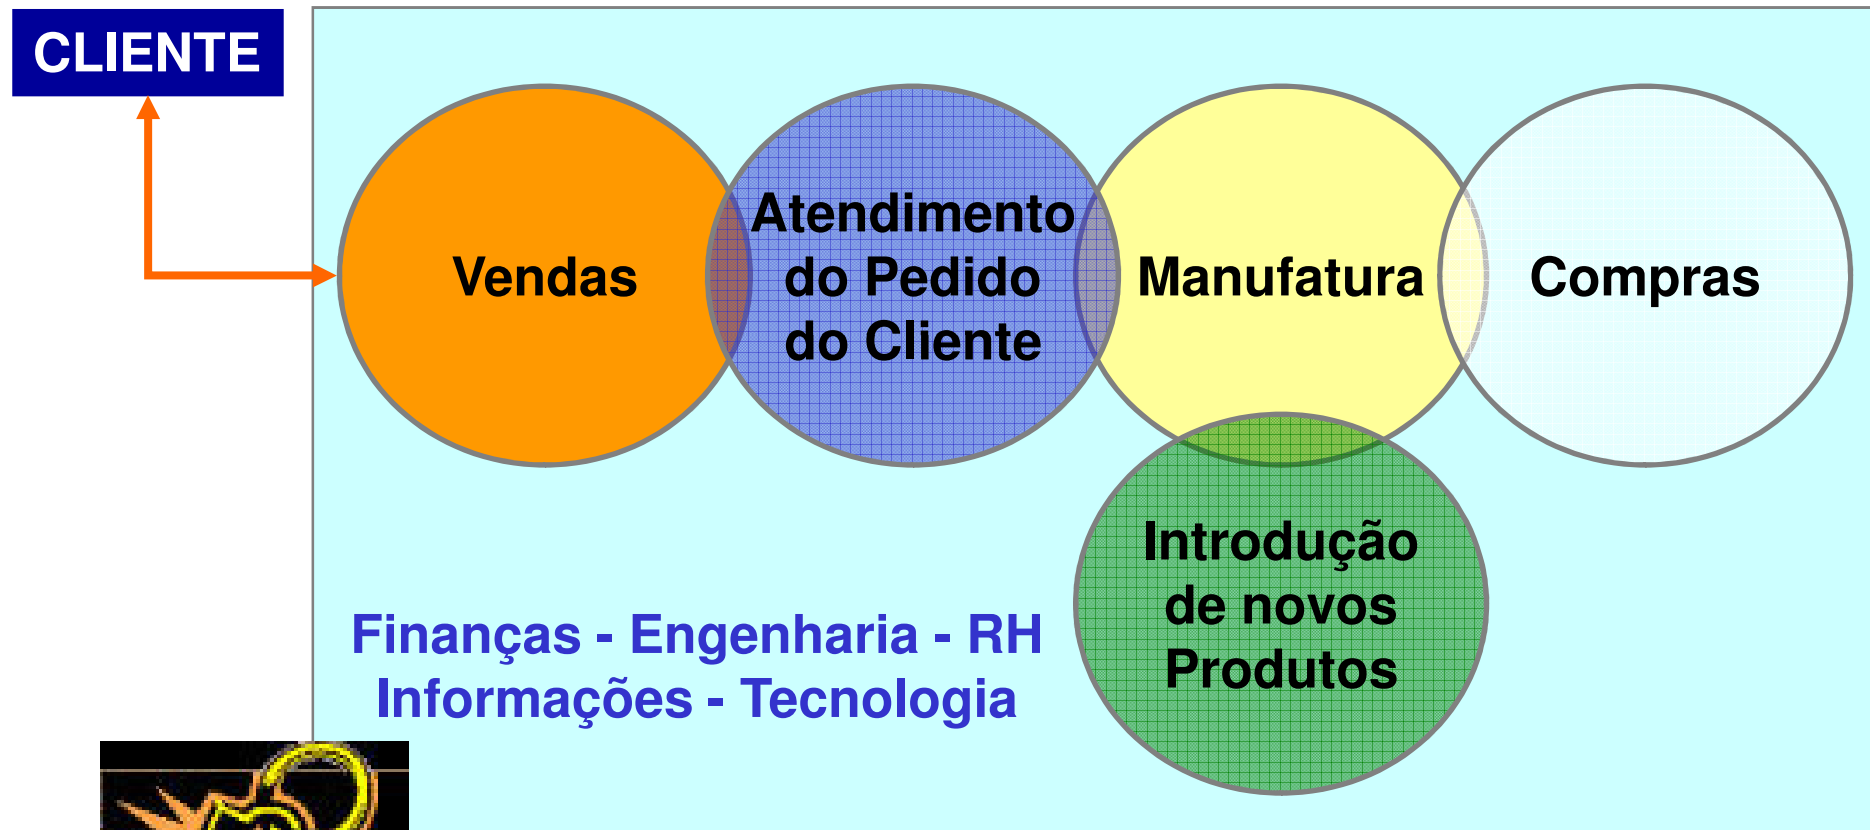 CLIENTE
Vendas
Atendimento
do Pedido
do Cliente
Manufatura
Compras
Introdução
de novos
Produtos
Finanças - Engenharia - RH
Informações - Tecnologia